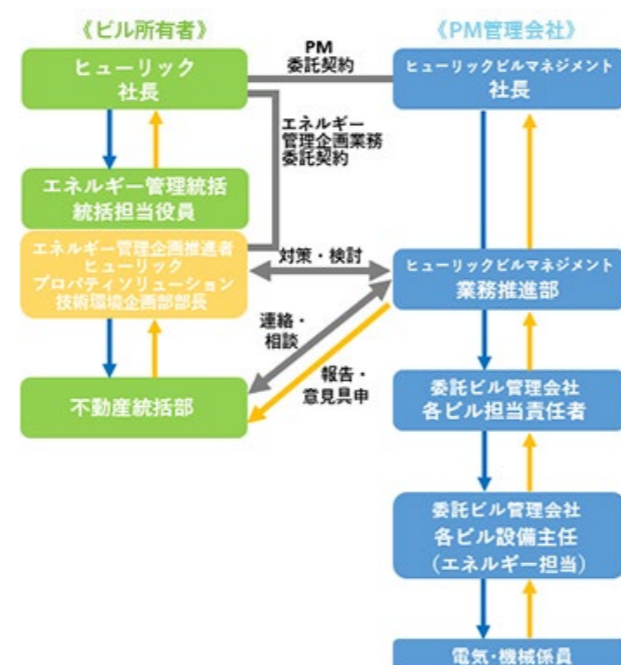 《ビル所有者》
《PM管理会社》
ヒューリック
社長
PM
委託契約
ヒューリックビルマネジメント
社長
エネルギー
管理企画業務
委託契約
エネルギー管理統括
統括担当役員
エネルギー管理企画推進者
ヒューリック
プロパティソリューション
技術環境企画部部長
対策・検討
ヒューリックビルマネジメント
業務推進部
連絡・
相談
報告・
意見具申
不動産統括部
委託ビル管理会社
各ビル担当責任者
委託ビル管理会社
各ビル設備主任
（エネルギー担当）
電気・機械係員